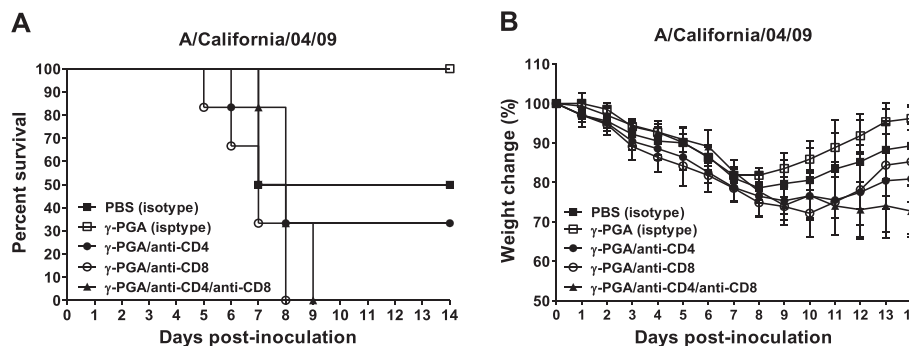 A
A/California/04/09
Percent survival
100
90
80
70
60
50
40
30
20
10
0
PBS (isotype)
γ-PGA (isptype)
γ-PGA/anti-CD4
γ-PGA/anti-CD8
γ-PGA/anti-CD4/anti-CD8
0 1 2 3 4 5 6 7 8 9 10 11 12 13 14
Days post-inoculation
B
A/California/04/09
Weight change (%)
110
100
90
80
70
60
50
PBS (isotype)
γ-PGA (isotype)
γ-PGA/anti-CD4
γ-PGA/anti-CD8
γ-PGA/anti-CD4/anti-CD8
0 1 2 3 4 5 6 7 8 9 10 11 12 13
Days post-inoculation